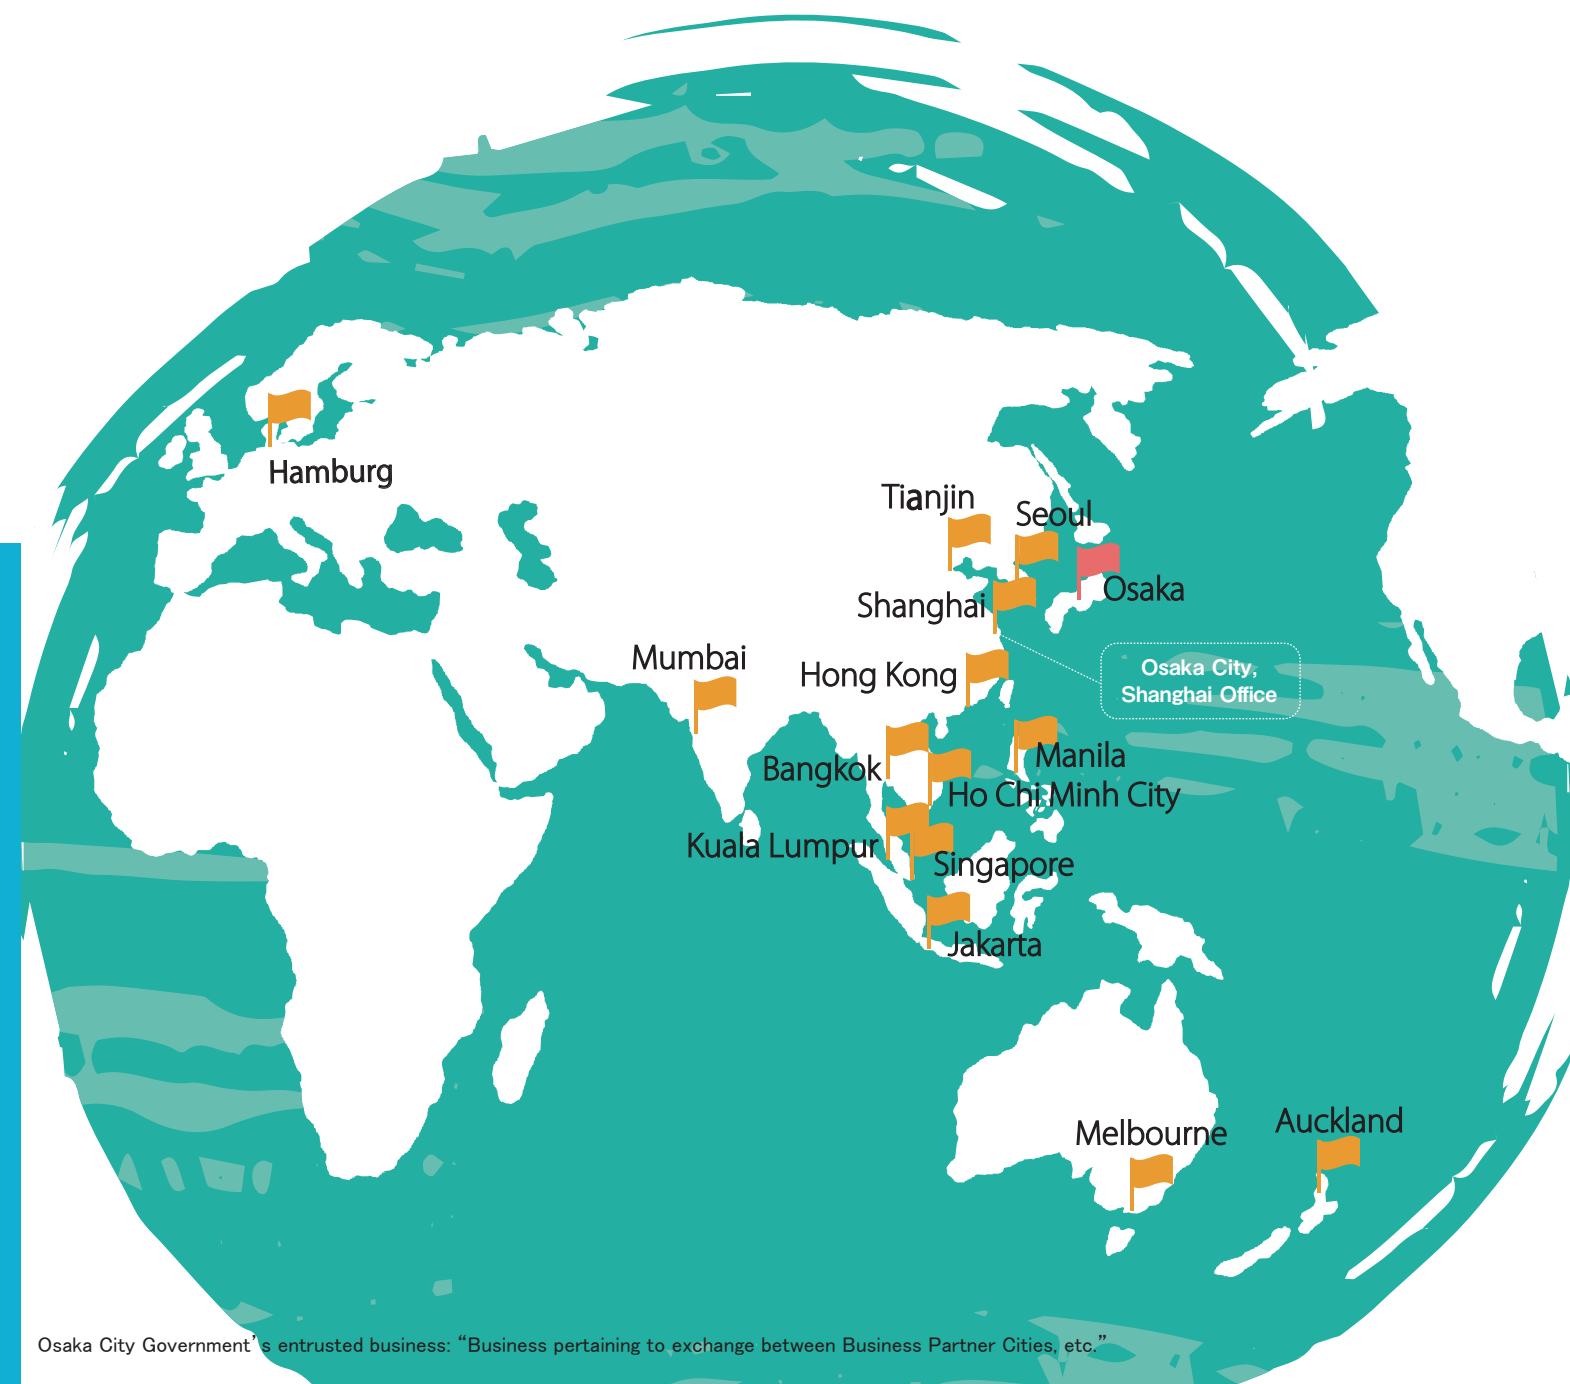 Hamburg
Tianjin
Seoul
Osaka
Shanghai
Mumbai
Hong Kong
Osaka City,
Shanghai Office
Manila
Bangkok
Ho Chi Minh City
Kuala Lumpur
Singapore
Jakarta
Melbourne
Auckland
Osaka City Government’s entrusted business: “Business pertaining to exchange between Business Partner Cities, etc.”